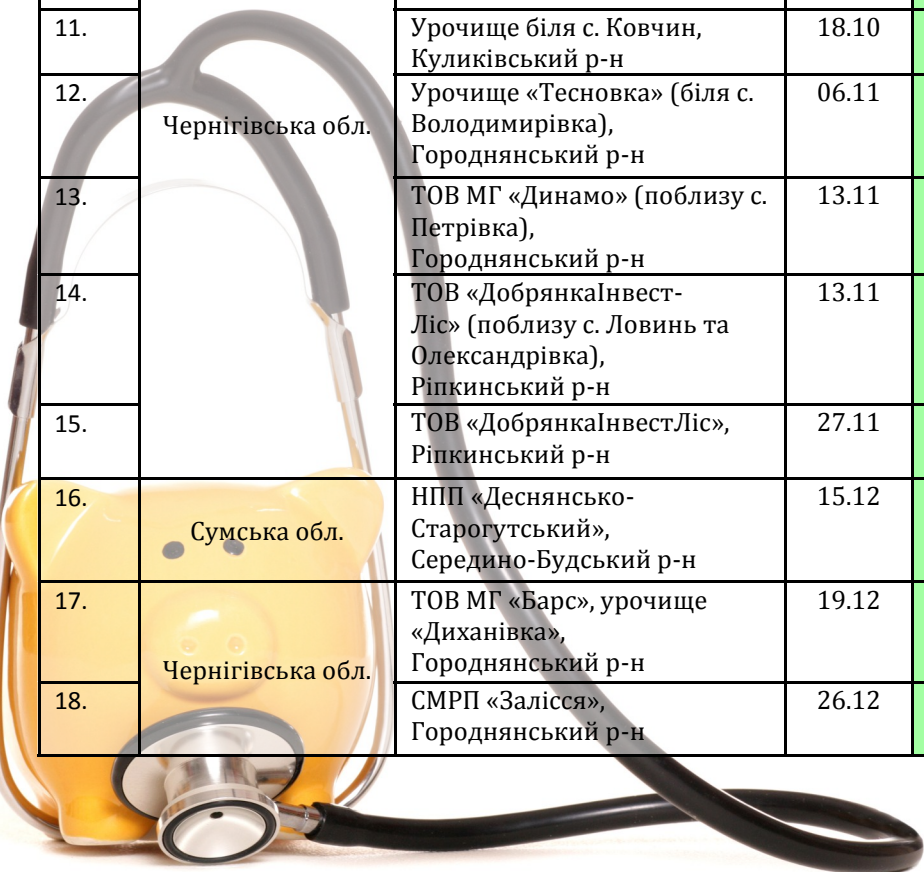 11.
Урочище біля с. Ковчин,
Куликівський р-н
18.10
12.
Чернігівська обл.
Урочище «Тесновка» (біля с.
Володимирівка),
Городнянський р-н
06.11
13.
ТОВ МГ «Динамо» (поблизу с.
Петрівка),
Городнянський р-н
13.11
14.
ТОВ «ДобрянкаІнвест-
Ліс» (поблизу с. Ловинь та
Олександрівка),
Ріпкинський р-н
13.11
15.
ТОВ «ДобрянкаІнвестЛіс»,
Ріпкинський р-н
27.11
16.
Сумська обл.
НПП «Деснянсько-
Старогутський»,
Середино-Будський р-н
15.12
17.
Чернігівська обл.
ТОВ МГ «Барс», урочище
«Диханівка»,
Городнянський р-н
19.12
18.
СМРП «Залісся»,
Городнянський р-н
26.12